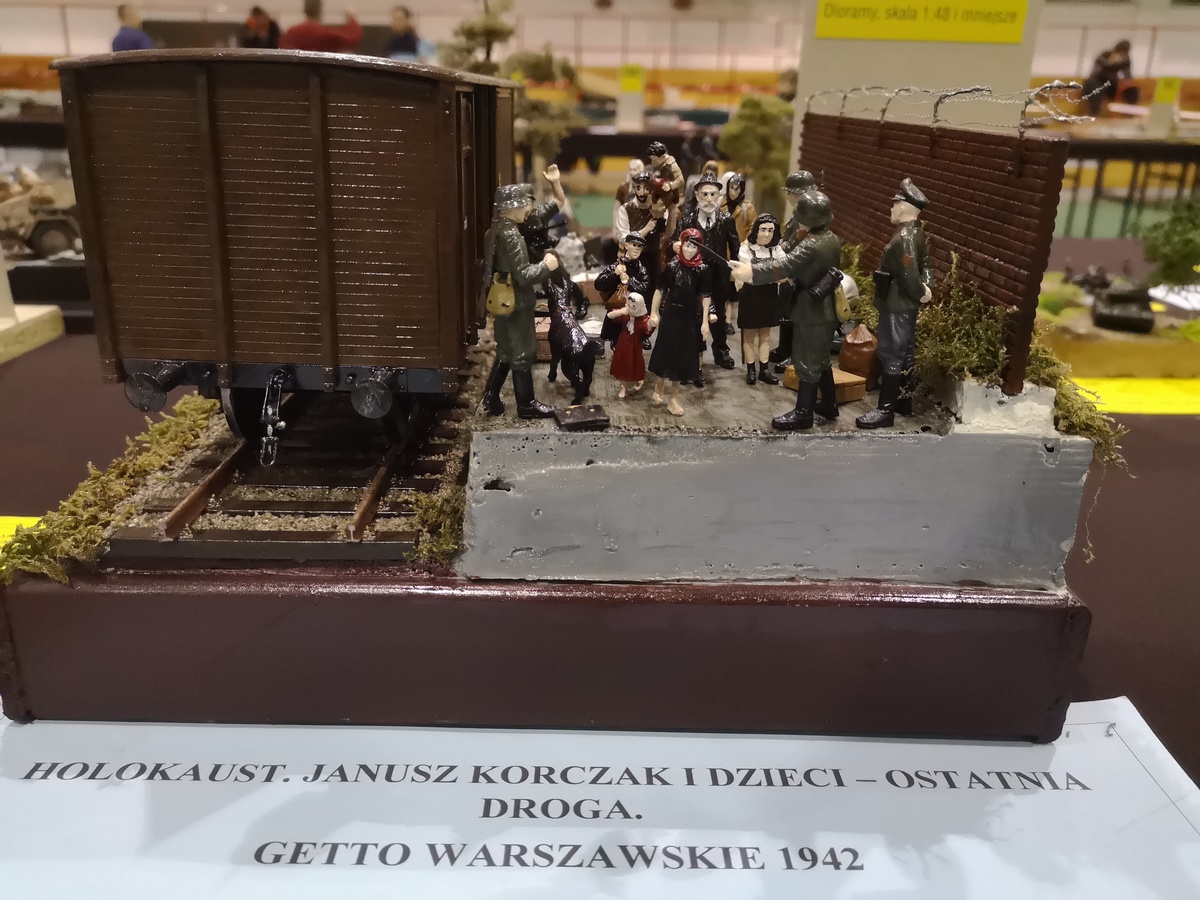 Dioramy, skala 1:48 i mniejsze
HOLOKAUST. JANUSZ KORCZAK I DZIECI – OSTATNIA
DROGA.
GETTO WARSZAWSKIE 1942